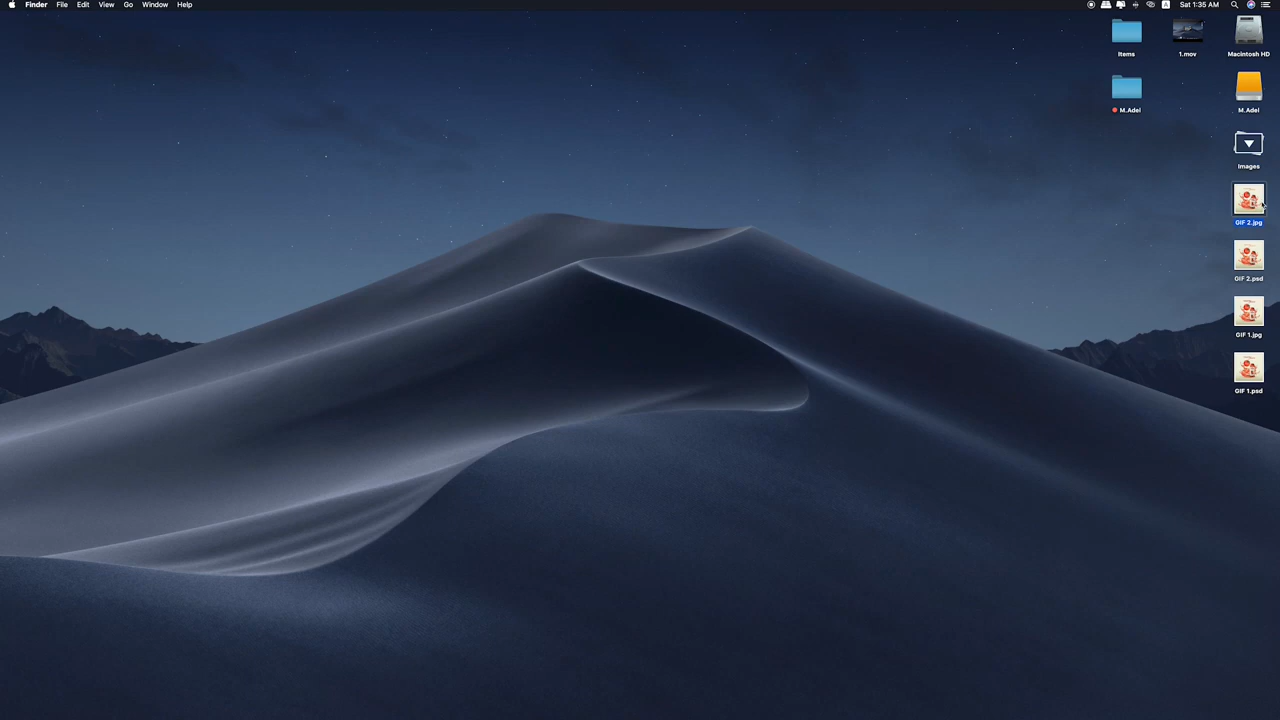 Finder File Edit View Go Window Help
A Sat 1:35 AM
Items 1.mov Macintosh HD
M.Adel M.Adel
Images
GIF 2.jpg
GIF 2.psd
GIF 1.jpg
GIF 1.psd